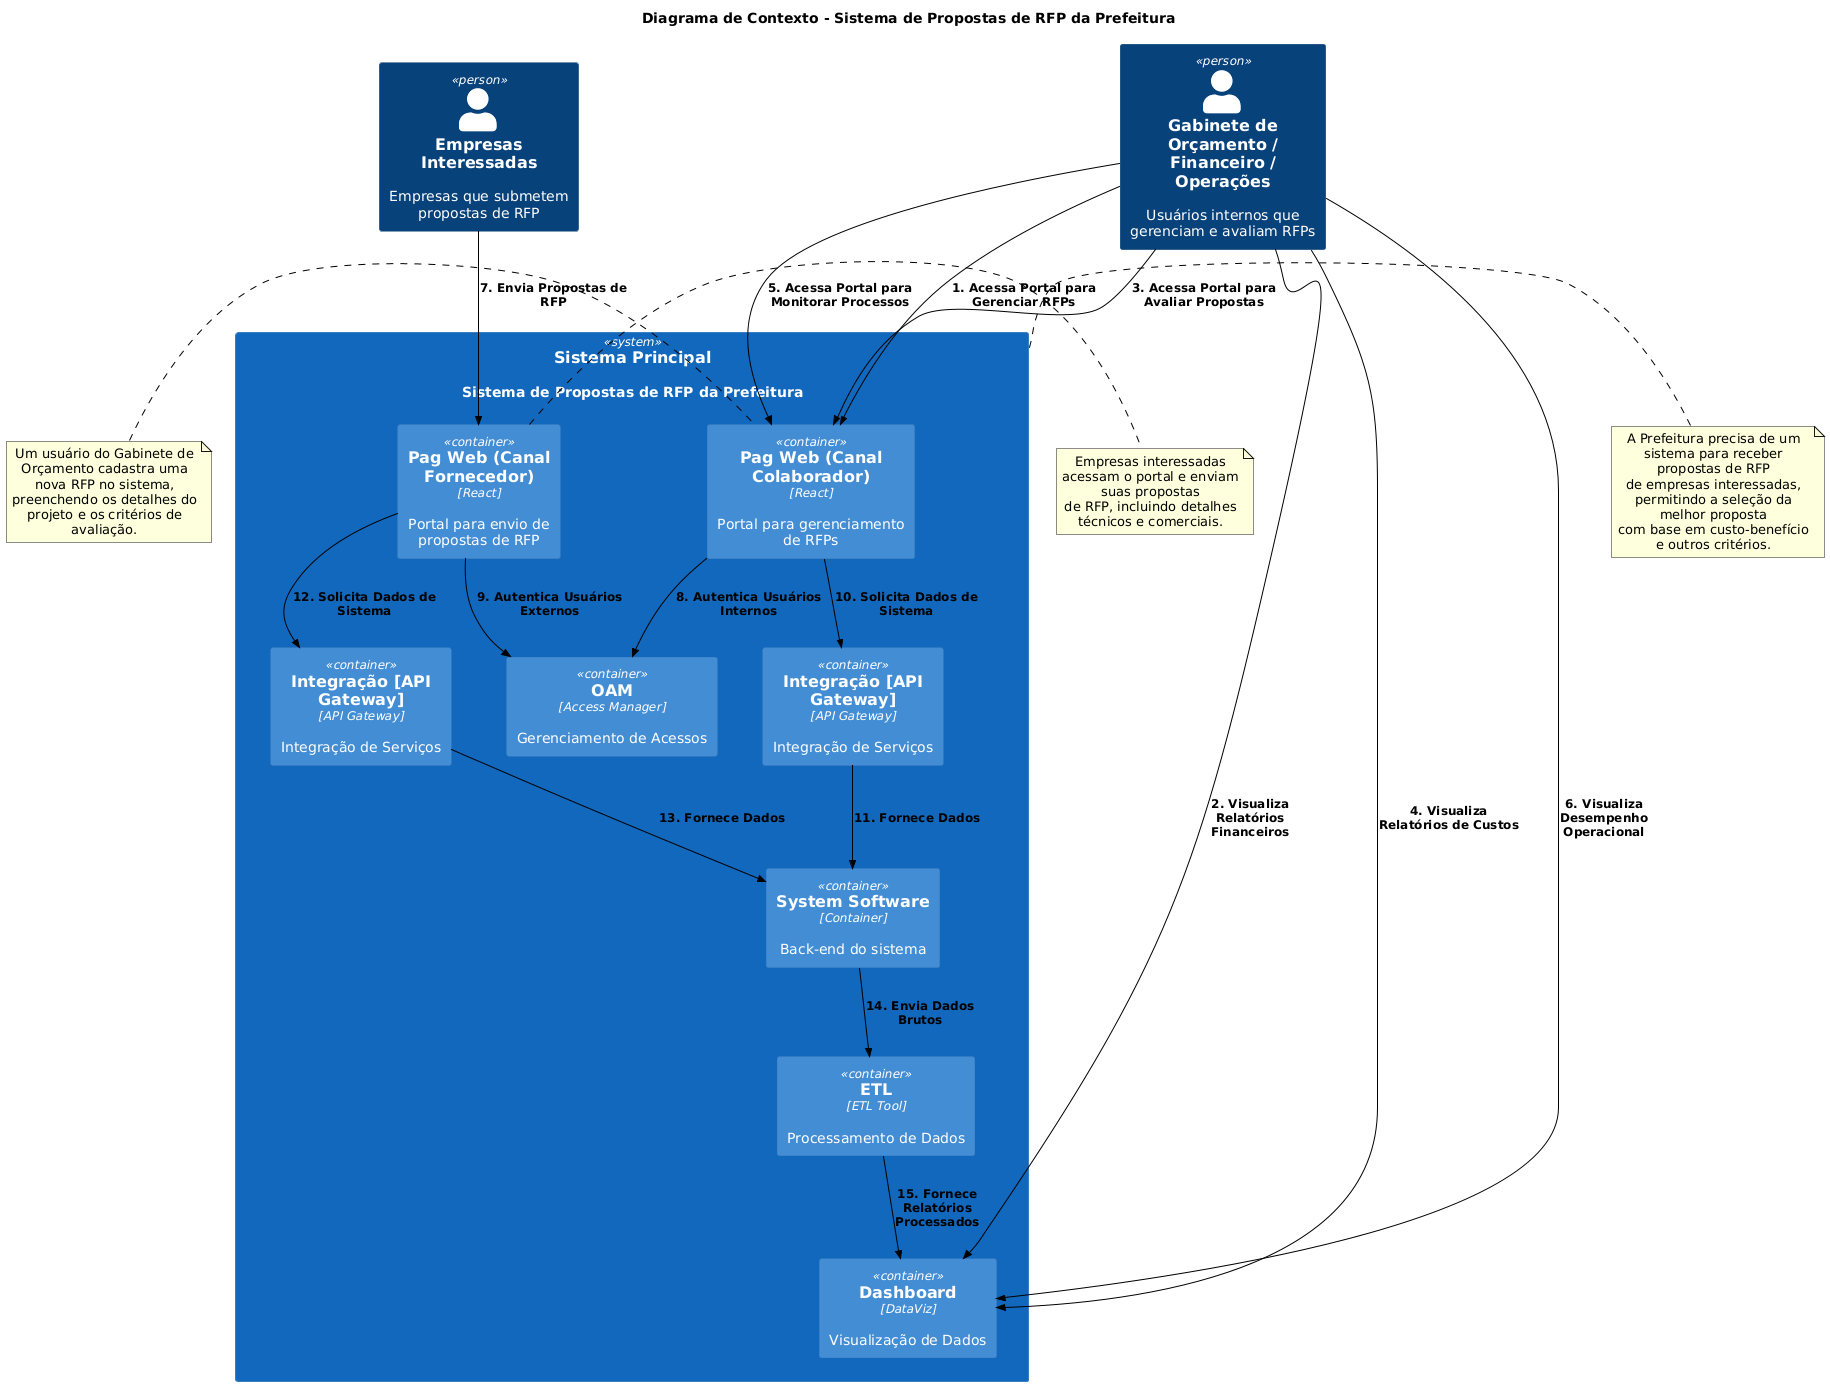 Diagrama de Contexto - Sistema de Propostas de RFP da Prefeitura
«person»
Empresas
Interessadas
Empresas que submetem
propostas de RFP
«person»
Gabinete de
Orçamento /
Financeiro /
Operações
Usuários internos que
gerenciam e avaliam RFPs
7. Envia Propostas de
RFP
5. Acessa Portal para
Monitorar Processos
1. Acessa Portal para
Gerenciar RFPs
3. Acessa Portal para
Avaliar Propostas
«system»
Sistema Principal
Sistema de Propostas de RFP da Prefeitura
Um usuário do Gabinete de
Orçamento cadastra uma
nova RFP no sistema,
preenchendo os detalhes do
projeto e os critérios de
avaliação.
«container»
Pag Web (Canal
Fornecedor)
[React]
Portal para envio de
propostas de RFP
«container»
Pag Web (Canal
Colaborador)
[React]
Portal para gerenciamento
de RFPs
Empresas interessadas
acessam o portal e enviam
suas propostas
de RFP, incluindo detalhes
técnicos e comerciais.
A Prefeitura precisa de um
sistema para receber
propostas de RFP
de empresas interessadas,
permitindo a seleção da
melhor proposta
com base em custo-benefício
e outros critérios.
12. Solicita Dados de
Sistema
9. Autentica Usuários
Externos
8. Autentica Usuários
Internos
10. Solicita Dados de
Sistema
«container»
Integração [API
Gateway]
[API Gateway]
Integração de Serviços
«container»
OAM
[Access Manager]
Gerenciamento de Acessos
«container»
Integração [API
Gateway]
[API Gateway]
Integração de Serviços
13. Fornece Dados
11. Fornece Dados
2. Visualiza
Relatórios
Financeiros
4. Visualiza
Relatórios de Custos
6. Visualiza
Desempenho
Operacional
«container»
System Software
[Container]
Back-end do sistema
14. Envia Dados
Brutos
«container»
ETL
[ETL Tool]
Processamento de Dados
15. Fornece
Relatórios
Processados
«container»
Dashboard
[DataViz]
Visualização de Dados